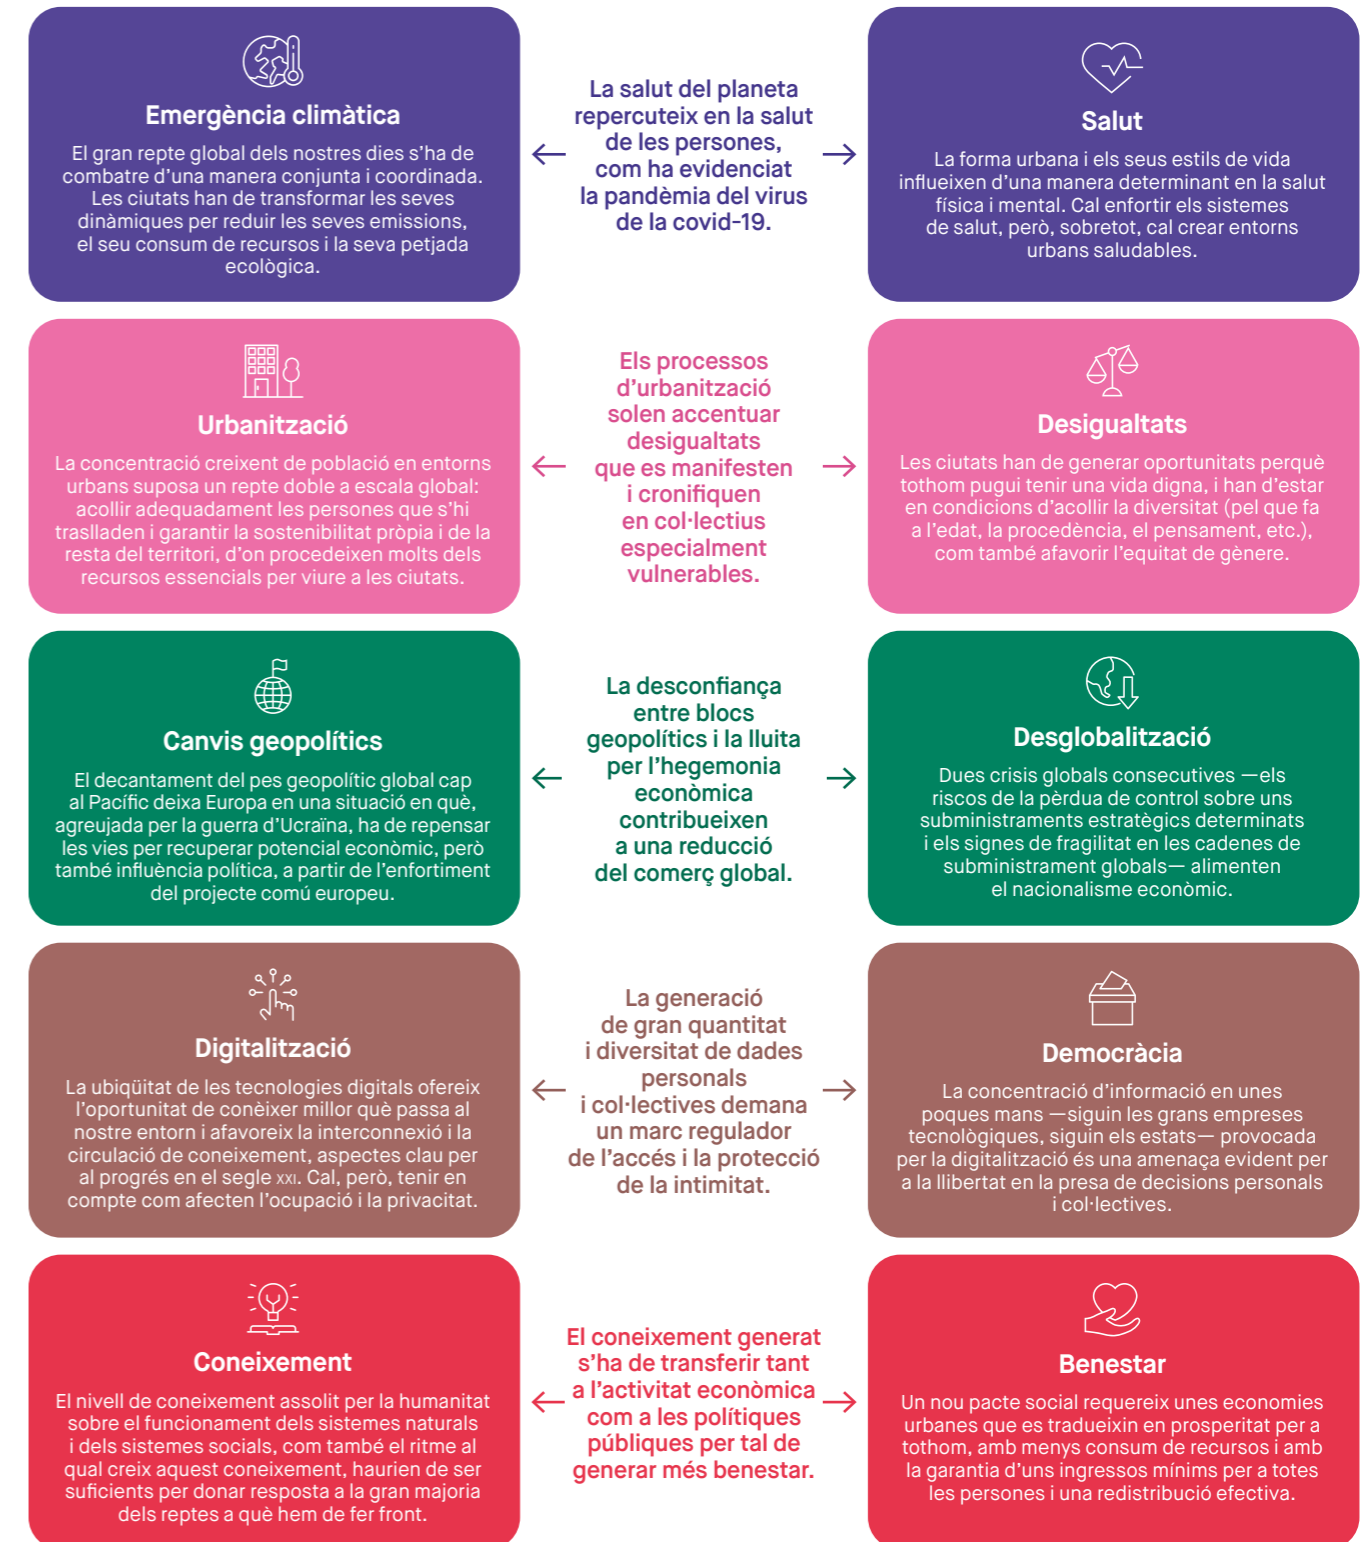 Emergència climàtica
El gran repte global dels nostres dies s’ha de
combatre d’una manera conjunta i coordinada.
Les ciutats han de transformar les seves
dinàmiques per reduir les seves emissions,
el seu consum de recursos i la seva petjada
ecològica.
La salut del planeta
repercuteix en la salut
de les persones,
com ha evidenciat
la pandèmia del virus
de la covid-19.
Salut
La forma urbana i els seus estils de vida
influeixen d’una manera determinant en la salut
física i mental. Cal enfortir els sistemes
de salut, però, sobretot, cal crear entorns
urbans saludables.
Urbanització
La concentració creixent de població en entorns
urbans suposa un repte doble a escala global:
acollir adequadament les persones que s’hi
traslladen i garantir la sostenibilitat pròpia i de la
resta del territori, d’on procedeixen molts dels
recursos essencials per viure a les ciutats.
Els processos
d’urbanització
solen accentuar
desigualtats
que es manifesten
i cronifiquen
en col·lectius
especialment
vulnerables.
Desigualtats
Les ciutats han de generar oportunitats perquè
tothom pugui tenir una vida digna, i han d’estar
en condicions d’acollir la diversitat (pel que fa
a l’edat, la procedència, el pensament, etc.),
com també afavorir l’equitat de gènere.
Canvis geopolítics
El decantament del pes geopolític global cap
al Pacífic deixa Europa en una situació en què,
agreujada per la guerra d’Ucraïna, ha de repensar
les vies per recuperar potencial econòmic, però
també influència política, a partir de l’enfortiment
del projecte comú europeu.
La desconfiança
entre blocs
geopolítics i la lluita
per l’hegemonia
econòmica
contribueixen
a una reducció
del comerç global.
Desglobalització
Dues crisis globals consecutives —els
riscos de la pèrdua de control sobre uns
subministraments estratègics determinats
i els signes de fragilitat en les cadenes de
subministrament globals— alimenten
el nacionalisme econòmic.
Digitalització
La ubiqüitat de les tecnologies digitals ofereix
l’oportunitat de conèixer millor què passa al
nostre entorn i afavoreix la interconnexió i la
circulació de coneixement, aspectes clau per
al progrés en el segle XXI. Cal, però, tenir en
compte com afecten l’ocupació i la privacitat.
La generació
de gran quantitat
i diversitat de dades
personals
i col·lectives demana
un marc regulador
de l’accés i la protecció
de la intimitat.
Democràcia
La concentració d’informació en unes
poques mans —siguin les grans empreses
tecnològiques, siguin els estats— provocada
per la digitalització és una amenaça evident per
a la llibertat en la presa de decisions personals
i col·lectives.
Coneixement
El nivell de coneixement assolit per la humanitat
sobre el funcionament dels sistemes naturals
i dels sistemes socials, com també el ritme al
qual creix aquest coneixement, haurien de ser
suficients per donar resposta a la gran majoria
dels reptes a què hem de fer front.
El coneixement generat
s’ha de transferir tant
a l’activitat econòmica
com a les polítiques
públiques per tal de
generar més benestar.
Benestar
Un nou pacte social requereix unes economies
urbanes que es tradueixin en prosperitat per a
tothom, amb menys consum de recursos i amb
la garantia d’uns ingressos mínims per a totes
les persones i una redistribució efectiva.